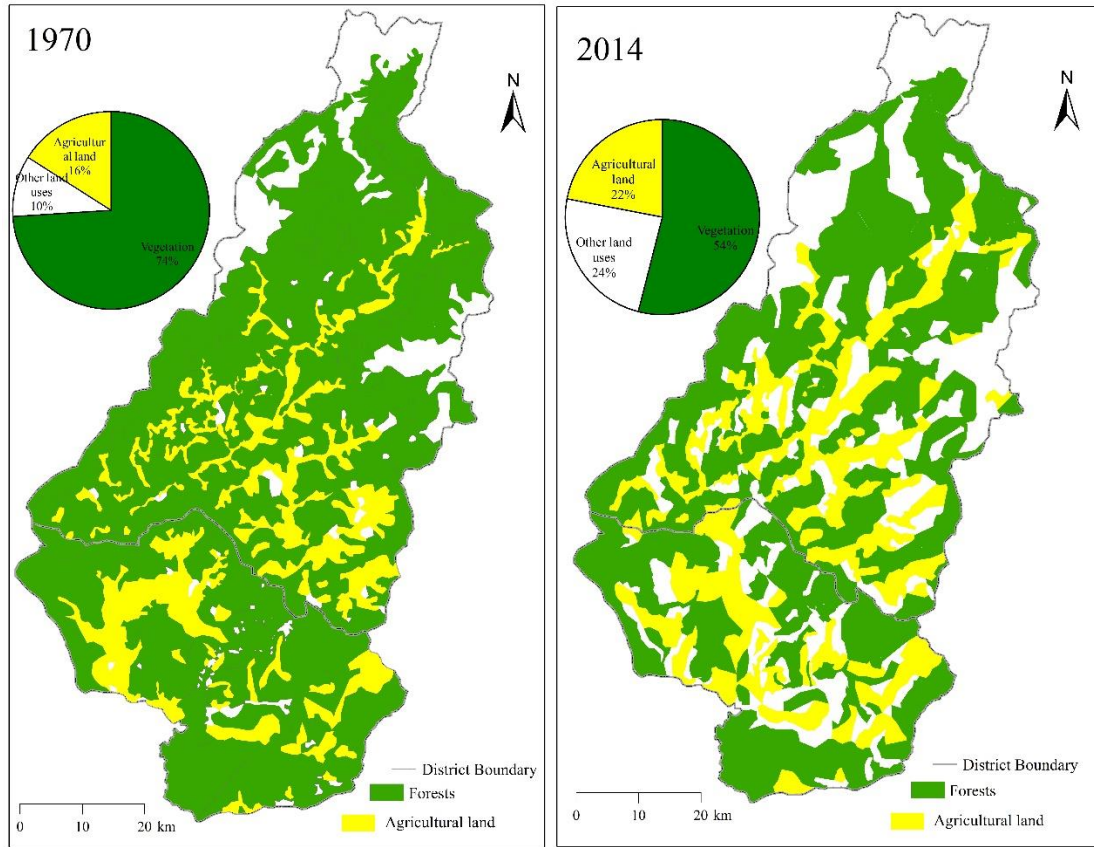 1970
N
Agricultur
al land
16%
Other land
uses
10%
Vegetation
74%
District Boundary
Forests
Agricultural land
0 10 20 km
2014
N
Agricultural
land
22%
Other land
uses
24%
Vegetation
54%
District Boundary
Forests
Agricultural land
0 10 20 km